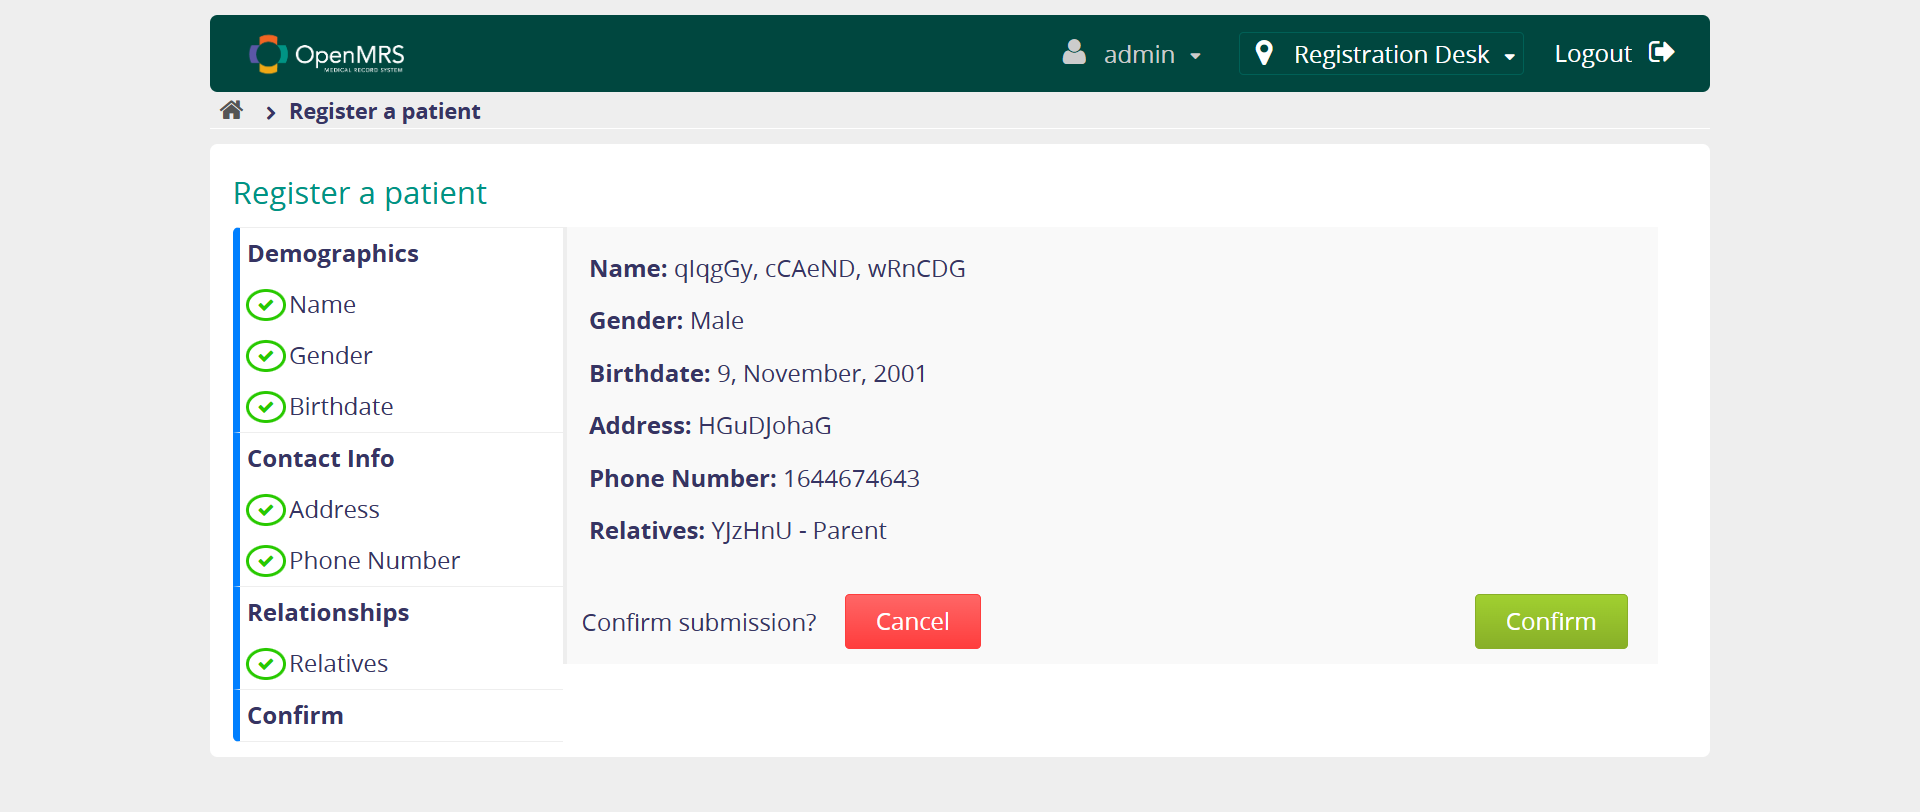 OpenMRS
MEDICAL RECORD SYSTEM
admin
Registration Desk
Logout
Register a patient
Register a patient
Demographics
Name
Gender
Birthdate
Contact Info
Address
Phone Number
Relationships
Relatives
Confirm
Name: qIqgGy, cCAeND, wRnCDG
Gender: Male
Birthdate: 9, November, 2001
Address: HGuDJohaG
Phone Number: 1644674643
Relatives: YJzHnU - Parent
Confirm submission?
Cancel
Confirm